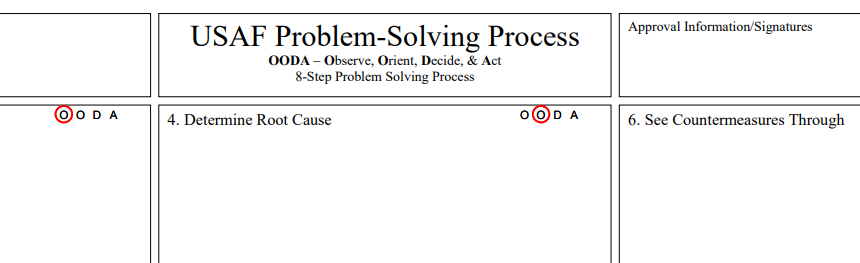 USAF Problem-Solving Process
OODA – Observe, Orient, Decide, & Act
8-Step Problem Solving Process
Approval Information/Signatures
O O D A
4. Determine Root Cause
O O D A
6. See Countermeasures Through